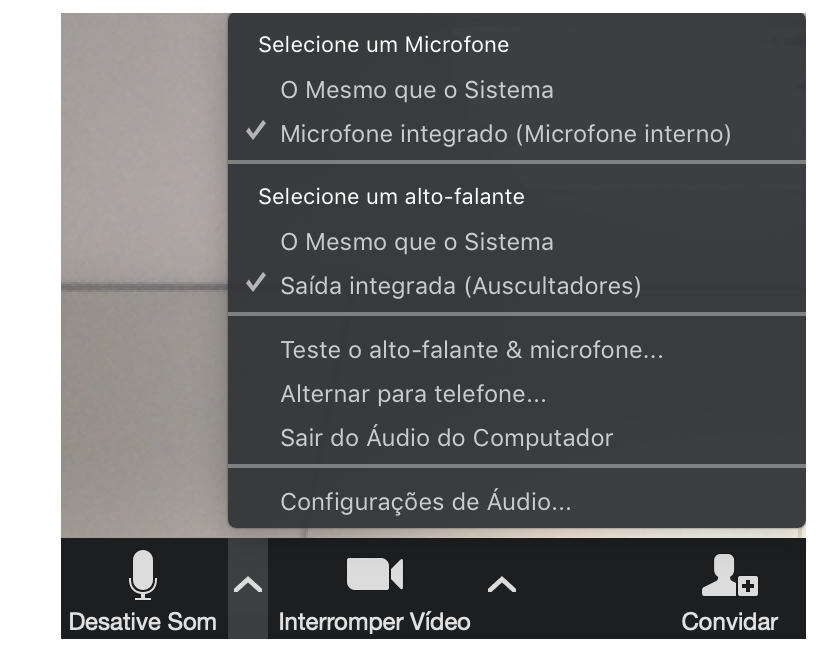 Selecione um Microfone
O Mesmo que o Sistema
Microfone integrado (Microfone interno)
Selecione um alto-falante
O Mesmo que o Sistema
Saída integrada (Auscultadores)
Teste o alto-falante & microfone...
Alternar para telefone...
Sair do Áudio do Computador
Configurações de Áudio...
Desative Som
Interromper Vídeo
Convidar